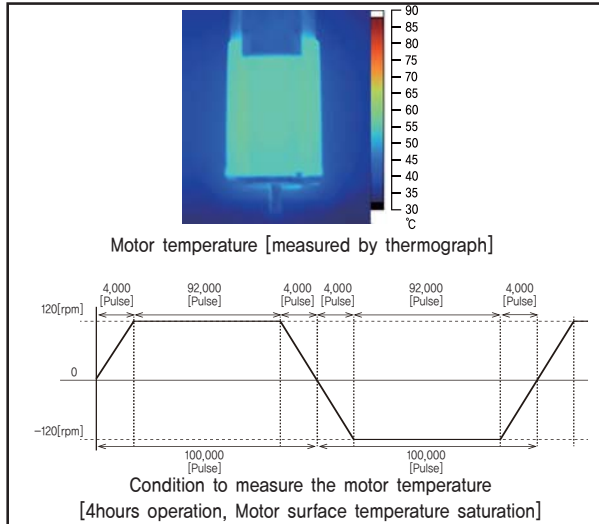 90
85
80
75
70
65
60
55
50
45
40
35
30
℃
Motor temperature [measured by thermograph]
4,000 92,000 4,000 4,000 92,000 4,000
[Pulse] [Pulse] [Pulse] [Pulse] [Pulse] [Pulse]
120[rpm]
0
-120[rpm]
100,000 100,000
[Pulse] [Pulse]
Condition to measure the motor temperature
[4hours operation, Motor surface temperature saturation]